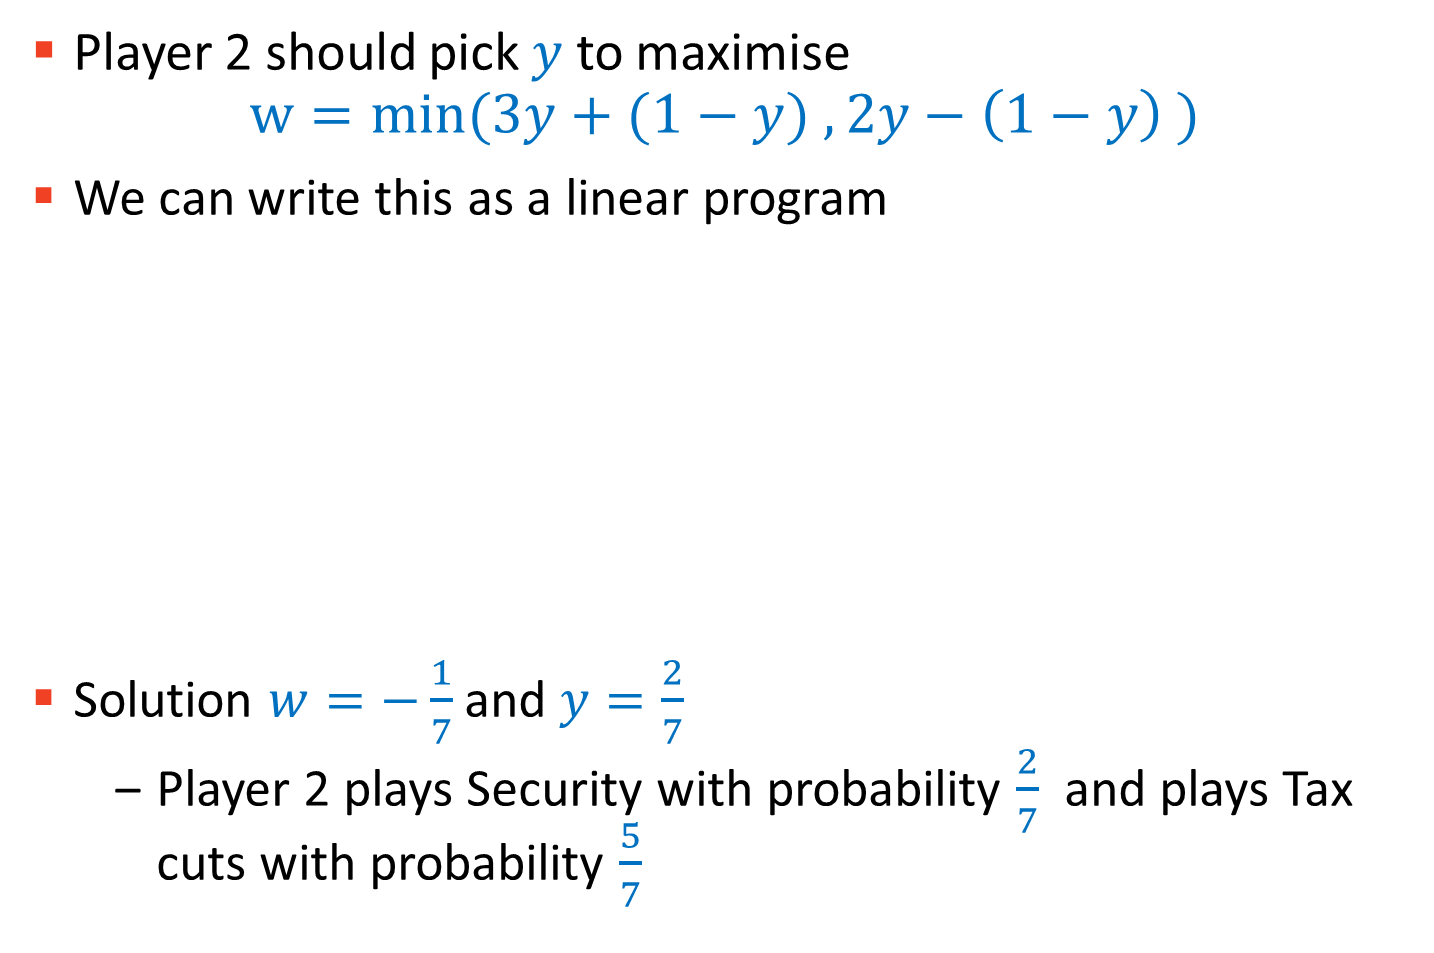 ▪ Player 2 should pick y to maximise
w = min(3y + (1 − y) , 2y − (1 − y) )
▪ We can write this as a linear program
▪ Solution w = − 1/7 and y = 2/7
– Player 2 plays Security with probability 2/7 and plays Tax
cuts with probability 5/7